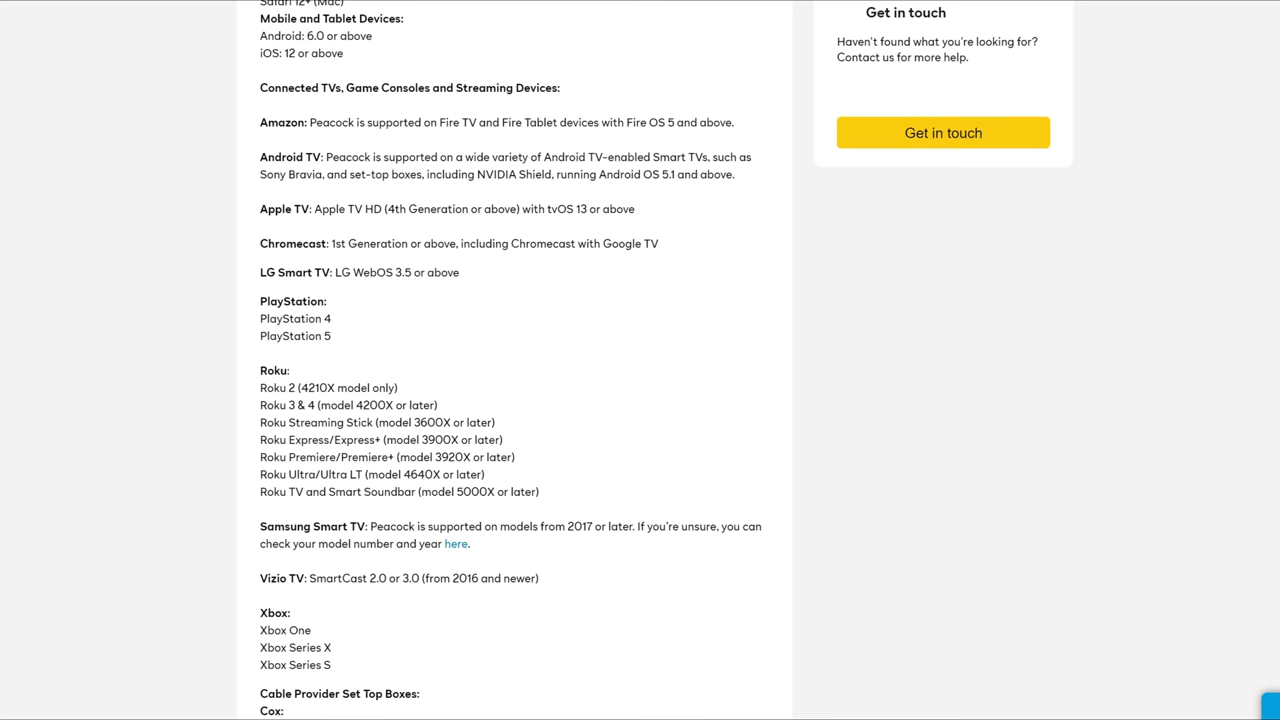 Safari 12+ (Mac)
Mobile and Tablet Devices:
Android: 6.0 or above
iOS: 12 or above
Connected TVs, Game Consoles and Streaming Devices:
Amazon: Peacock is supported on Fire TV and Fire Tablet devices with Fire OS 5 and above.
Android TV: Peacock is supported on a wide variety of Android TV-enabled Smart TVs, such as
Sony Bravia, and set-top boxes, including NVIDIA Shield, running Android OS 5.1 and above.
Apple TV: Apple TV HD (4th Generation or above) with tvOS 13 or above
Chromecast: 1st Generation or above, including Chromecast with Google TV
LG Smart TV: LG WebOS 3.5 or above
PlayStation:
PlayStation 4
PlayStation 5
Roku:
Roku 2 (4210X model only)
Roku 3 & 4 (model 4200X or later)
Roku Streaming Stick (model 3600X or later)
Roku Express/Express+ (model 3900X or later)
Roku Premiere/Premiere+ (model 3920X or later)
Roku Ultra/Ultra LT (model 4640X or later)
Roku TV and Smart Soundbar (model 5000X or later)
Samsung Smart TV: Peacock is supported on models from 2017 or later. If you're unsure, you can
check your model number and year here.
Vizio TV: SmartCast 2.0 or 3.0 (from 2016 and newer)
Xbox:
Xbox One
Xbox Series X
Xbox Series S
Cable Provider Set Top Boxes:
Cox:
Get in touch
Haven't found what you're looking for?
Contact us for more help.
Get in touch